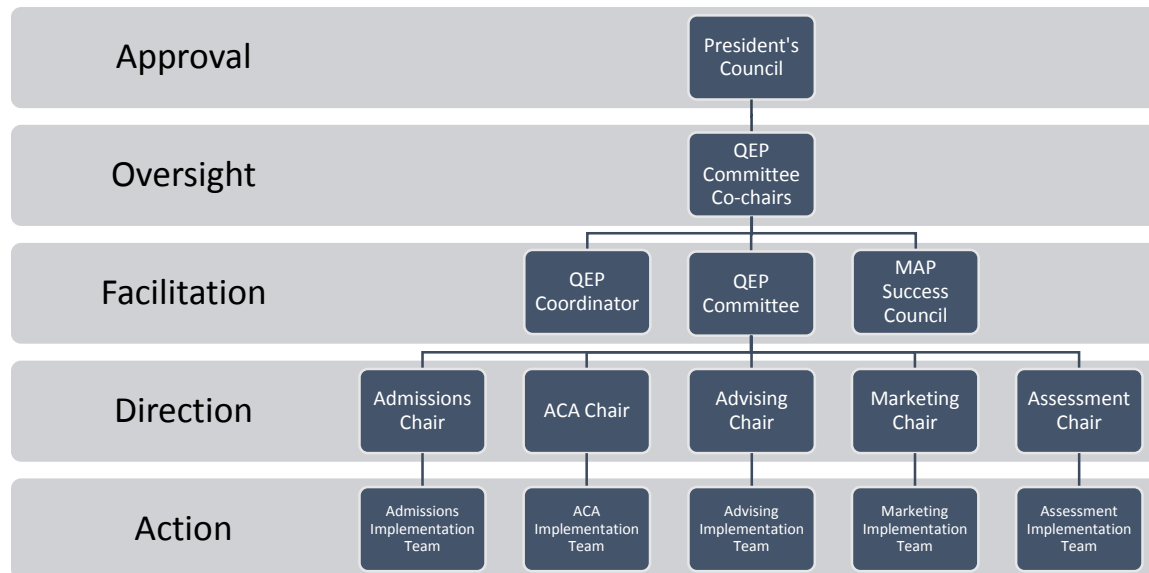 Approval
President's
Council
Oversight
QEP
Committee
Co-chairs
Facilitation
QEP
Coordinator
QEP
Committee
MAP
Success
Council
Direction
Admissions
Chair
ACA Chair
Advising
Chair
Marketing
Chair
Assessment
Chair
Action
Admissions
Implementation
Team
ACA
Implementation
Team
Advising
Implementation
Team
Marketing
Implementation
Team
Assessment
Implementation
Team